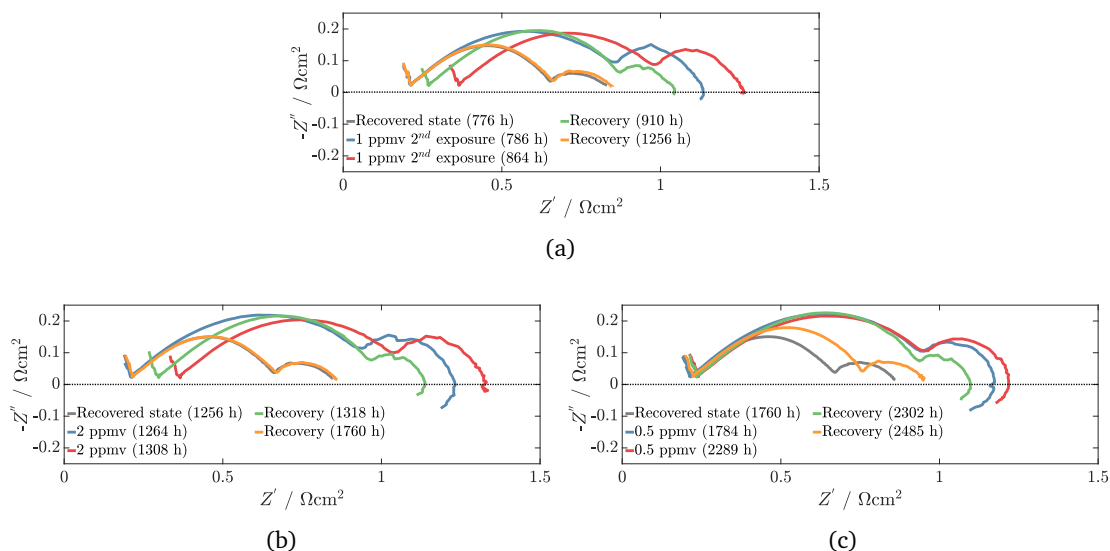 0.2
0.1
0
0.1
0.2
-Z'' / Ωcm²
Recovered state (776 h)
1 ppmv 2ⁿᵈ exposure (786 h)
1 ppmv 2ⁿᵈ exposure (864 h)
Recovery (910 h)
Recovery (1256 h)
0 0.5 1 1.5
Z' / Ωcm²
(a)
0.2
0.1
0
-0.1
-0.2
-Z'' / Ωcm²
Recovered state (1256 h)
2 ppmv (1264 h)
2 ppmv (1308 h)
Recovery (1318 h)
Recovery (1760 h)
0 0.5 1 1.5
Z' / Ωcm²
(b)
0.2
0.1
0
-0.1
-0.2
-Z'' / Ωcm²
Recovered state (1760 h)
0.5 ppmv (1784 h)
0.5 ppmv (2289 h)
Recovery (2302 h)
Recovery (2485 h)
0 0.5 1 1.5
Z' / Ωcm²
(c)